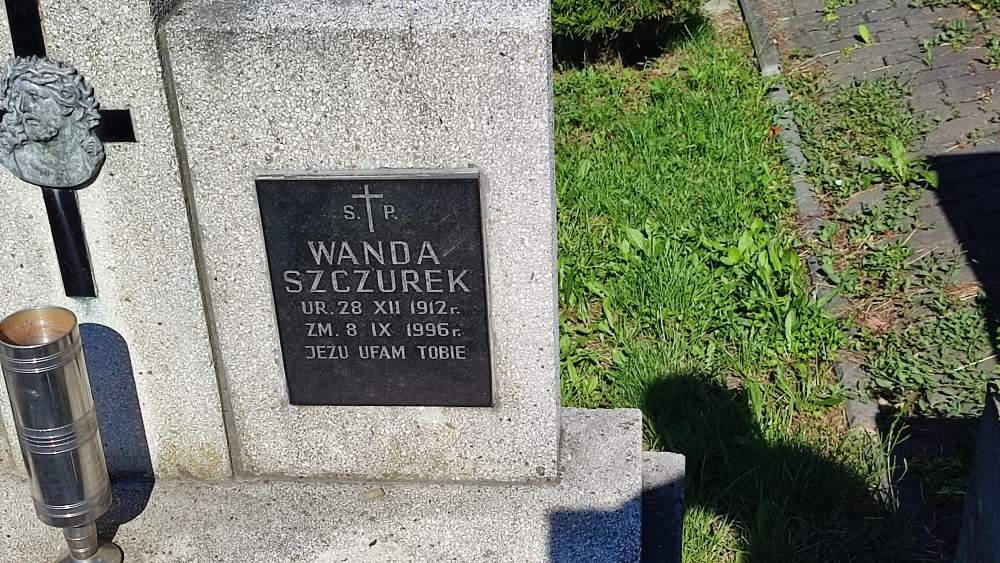 S. P.
WANDA
SZCZUREK
UR. 28 XII 1912 r.
ZM. 8 IX 1996 r.
JEZU UFAM TOBIE